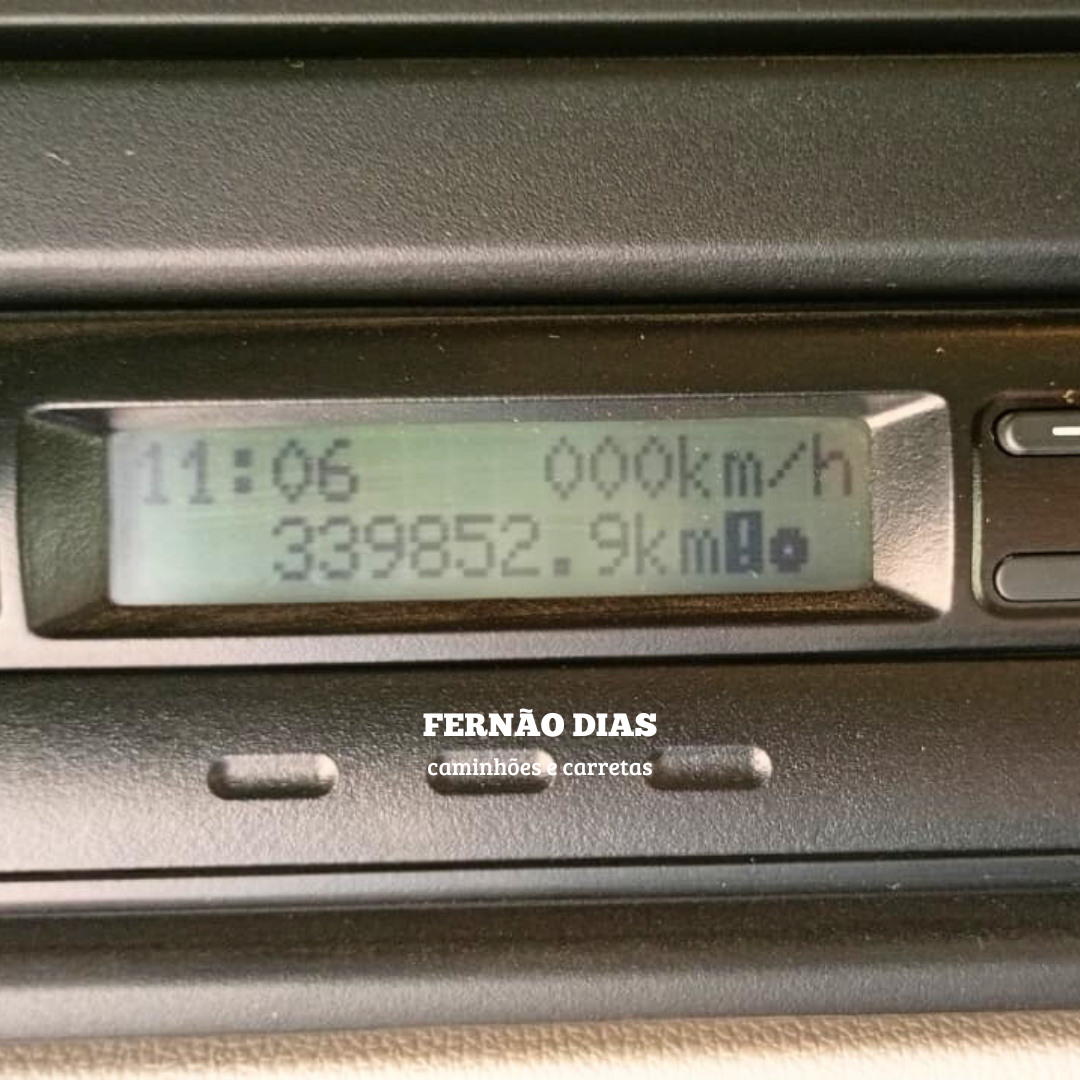 11:06 000km/h
339852.9km
FERNÃO DIAS
caminhões e carretas